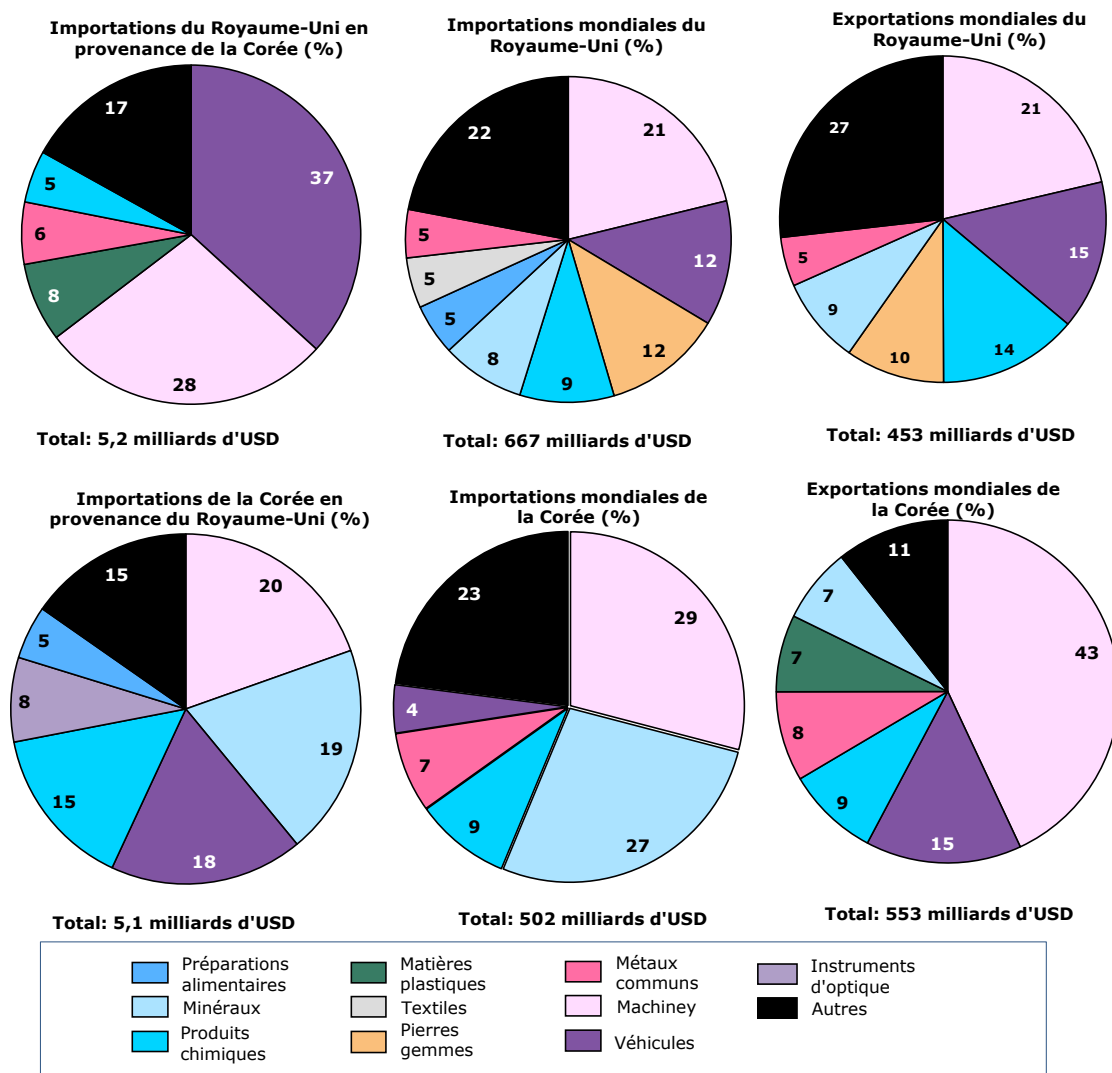 Importations du Royaume-Uni en
provenance de la Corée (%)
17
37
5
6
8
28
Total: 5,2 milliards d'USD
Importations mondiales du
Royaume-Uni (%)
22
21
5
12
5
5
12
8
9
Total: 667 milliards d'USD
Exportations mondiales du
Royaume-Uni (%)
27
21
15
5
9
10
14
Total: 453 milliards d'USD
Importations de la Corée en
provenance du Royaume-Uni (%)
15
20
5
8
19
15
18
Total: 5,1 milliards d'USD
Importations mondiales de
la Corée (%)
23
29
4
7
9
27
Total: 502 milliards d'USD
Exportations mondiales de
la Corée (%)
11
7
43
7
8
9
15
Total: 553 milliards d'USD
Préparations
alimentaires
Minéraux
Produits
chimiques
Matières
plastiques
Textiles
Pierres
gemmes
Métaux
communs
Machiney
Véhicules
Instruments
d'optique
Autres